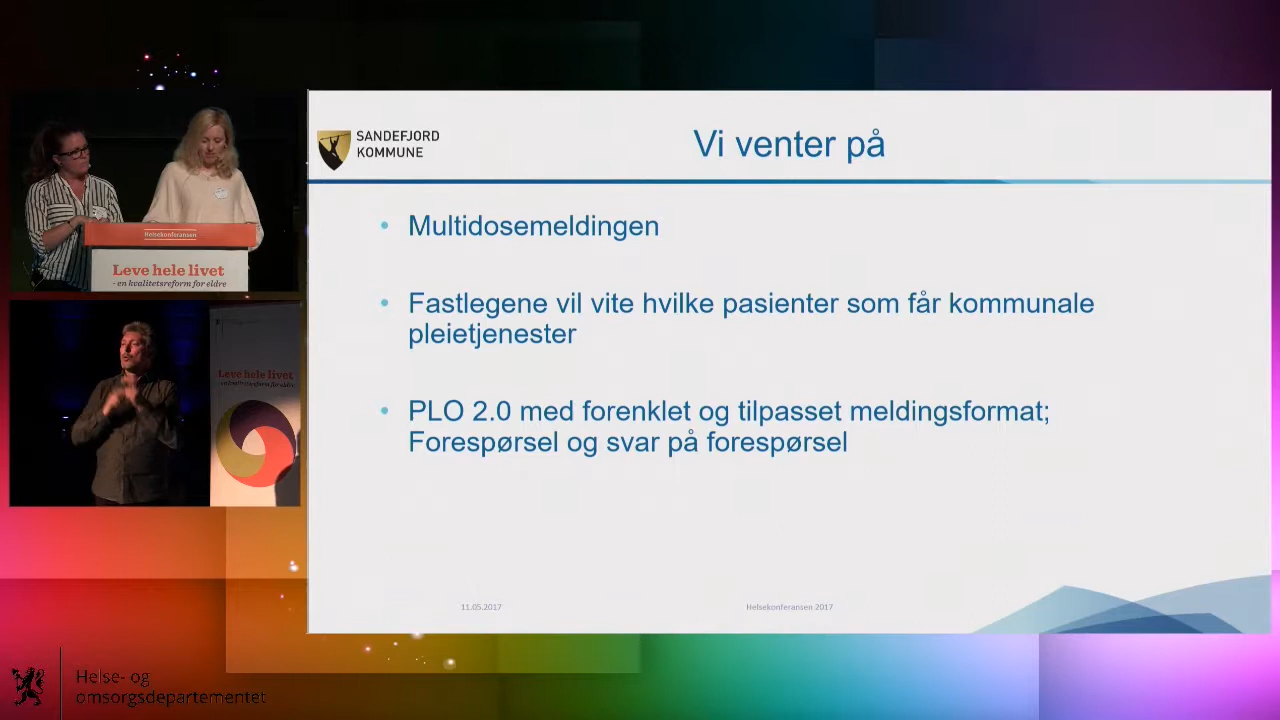 SANDEFJORD
KOMMUNE
Vi venter på
• Multidosemeldingen
• Fastlegene vil vite hvilke pasienter som får kommunale
pleietjenester
• PLO 2.0 med forenklet og tilpasset meldingsformat;
Forespørsel og svar på forespørsel
11.05.2017
Helsekonferansen 2017
Helsekonferansen
Leve hele livet
- en kvalitetsreform for eldre
Leve hele livet
- en kvalitetsreform for eldre
Helse- og
omsorgsdepartementet